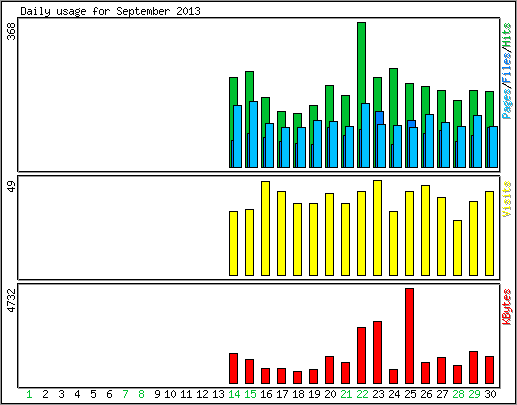 Daily usage for September 2013
368
Pages/Files/Hits
49
Visits
4732
KBytes
1 2 3 4 5 6 7 8 9 10 11 12 13 14 15 16 17 18 19 20 21 22 23 24 25 26 27 28 29 30